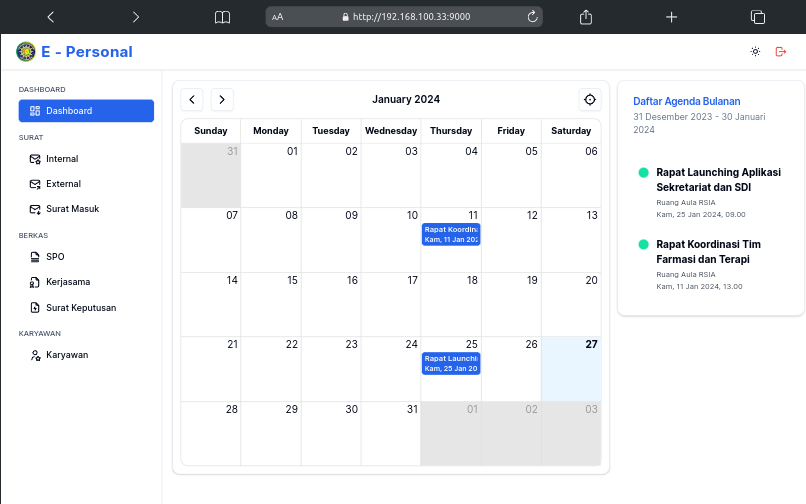 AA http://192.168.100.33:9000
E - Personal
DASHBOARD
Dashboard
SURAT
Internal
External
Surat Masuk
BERKAS
SPO
Kerjasama
Surat Keputusan
KARYAWAN
Karyawan
January 2024
Sunday Monday Tuesday Wednesday Thursday Friday Saturday
31 01 02 03 04 05 06
07 08 09 10 11 12 13
Rapat Koordin
Kam, 11 Jan 202
14 15 16 17 18 19 20
21 22 23 24 25 26 27
Rapat Launchi
Kam, 25 Jan 20
28 29 30 31 01 02 03
Daftar Agenda Bulanan
31 Desember 2023 - 30 Januari
2024
Rapat Launching Aplikasi
Sekretariat dan SDI
Ruang Aula RSIA
Kam, 25 Jan 2024, 09.00
Rapat Koordinasi Tim
Farmasi dan Terapi
Ruang Aula RSIA
Kam, 11 Jan 2024, 13.00